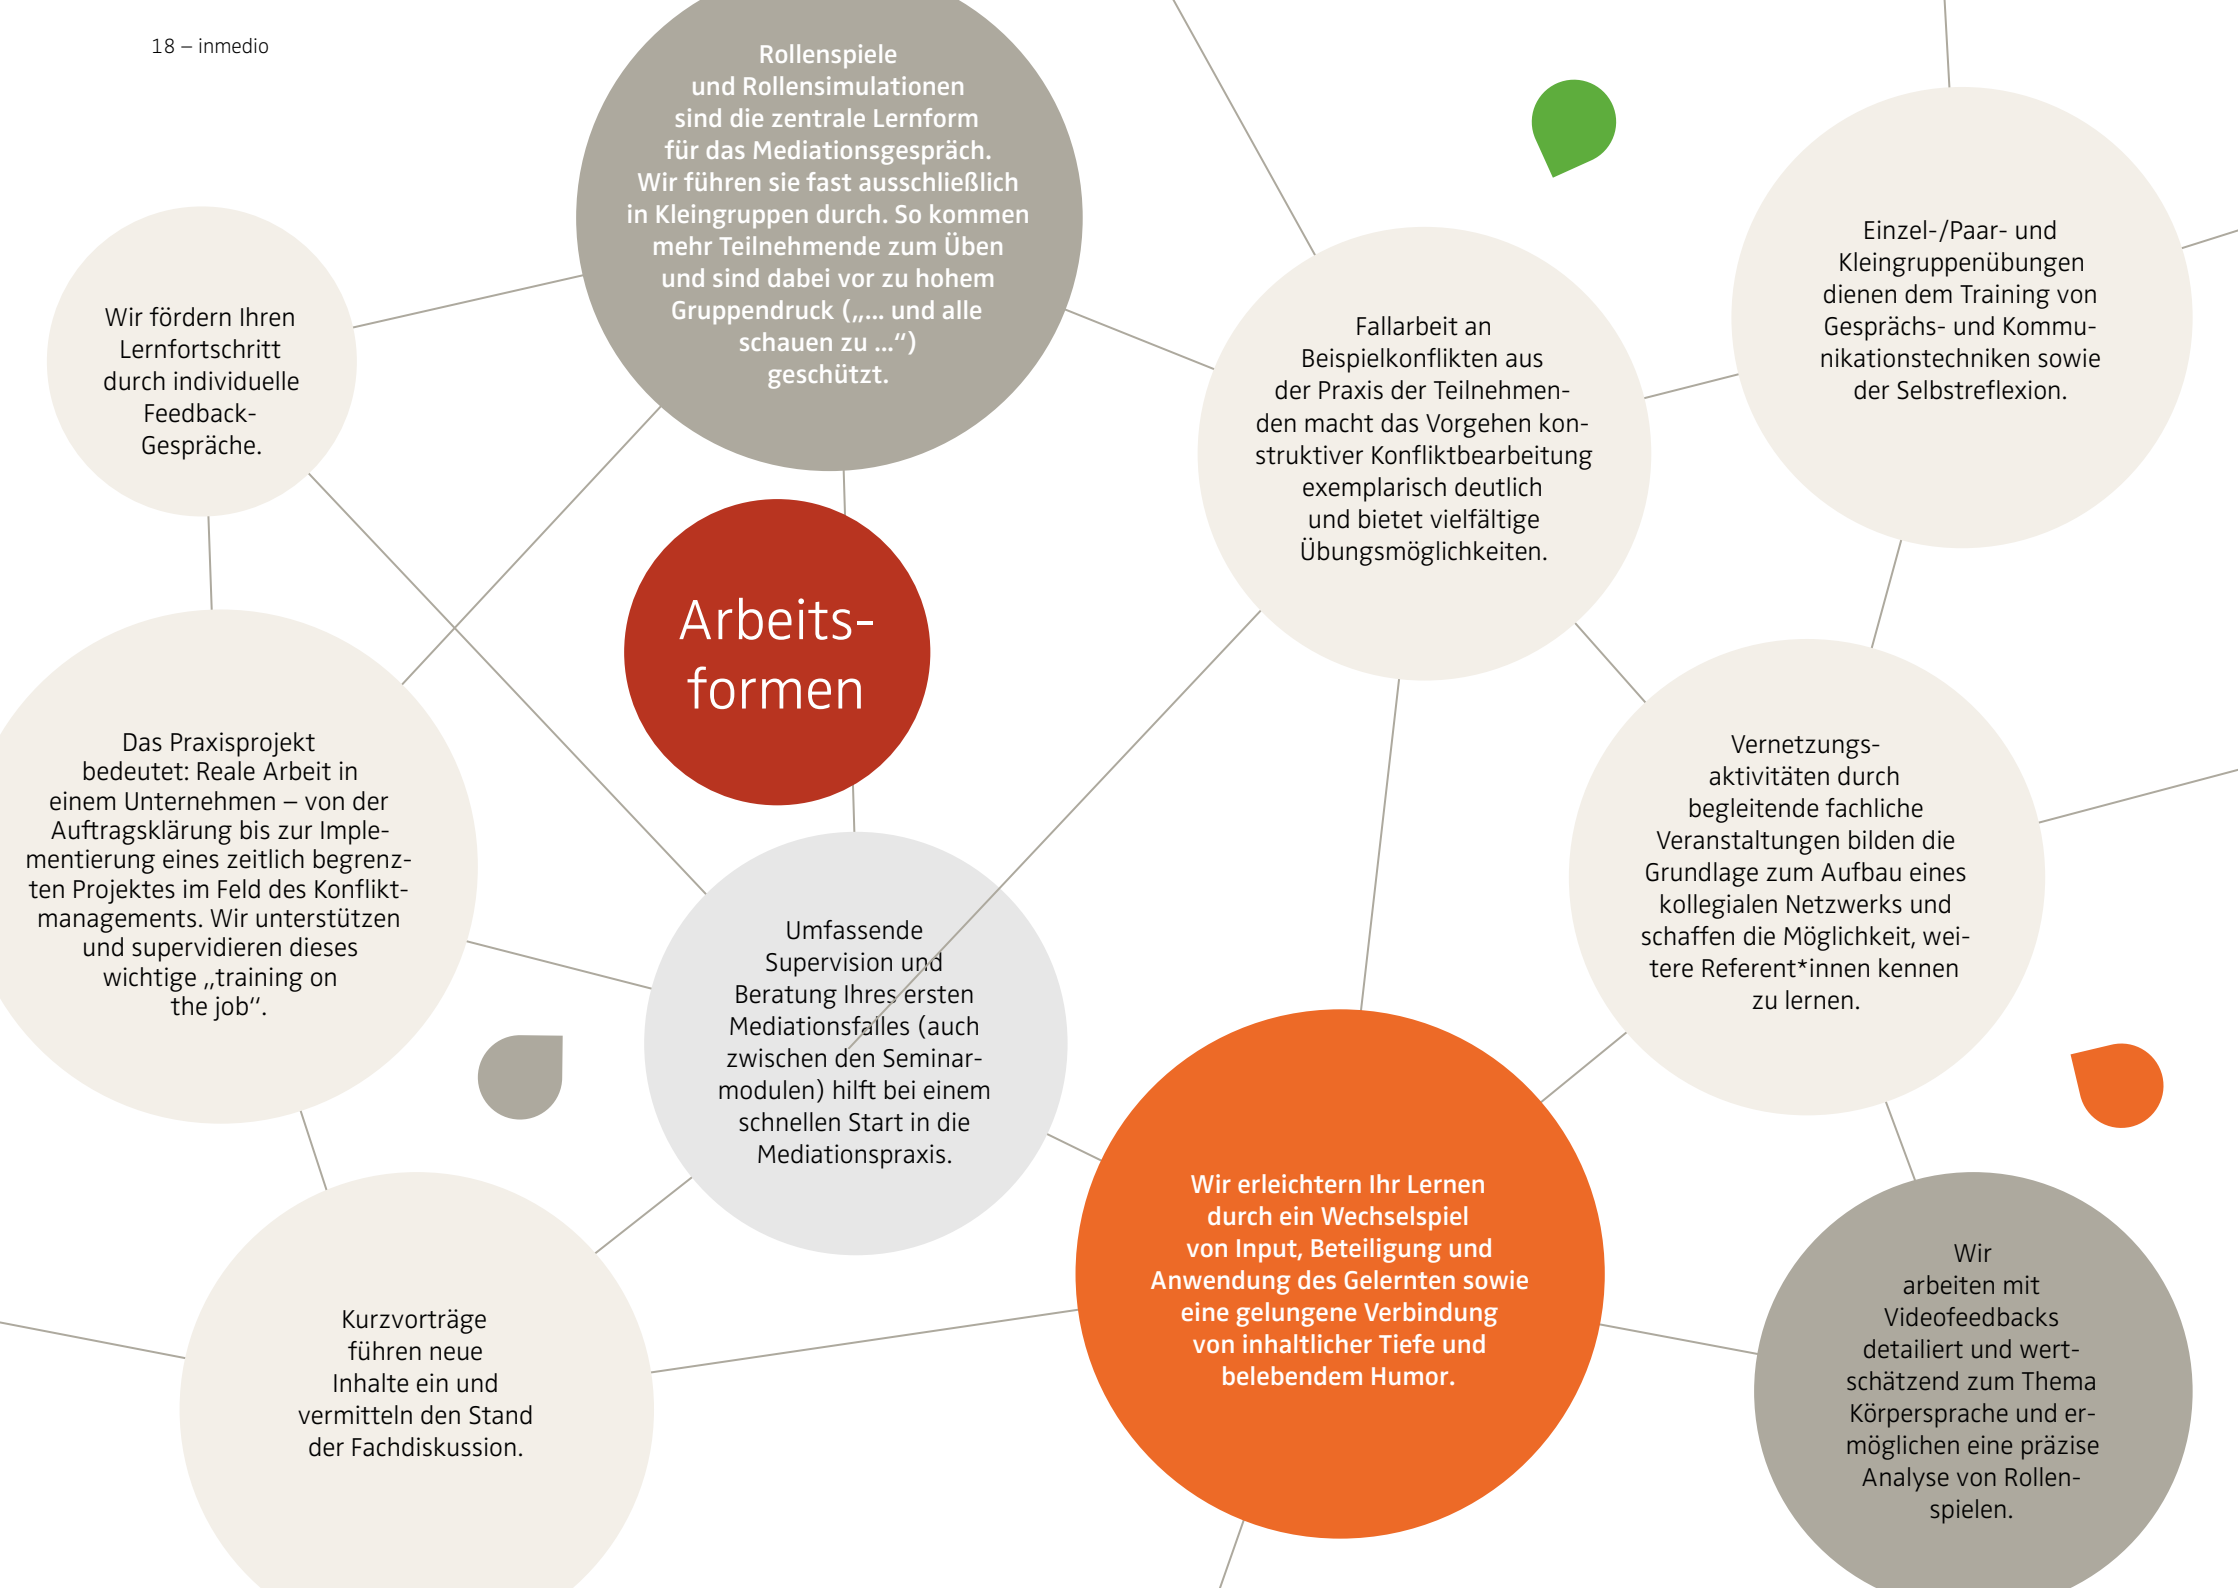 18 – inmedio
Rollenspiele
und Rollensimulationen
sind die zentrale Lernform
für das Mediationsgespräch.
Wir führen sie fast ausschließlich
in Kleingruppen durch. So kommen
mehr Teilnehmende zum Üben
und sind dabei vor zu hohem
Gruppendruck („... und alle
schauen zu ...“)
geschützt.
Wir fördern Ihren
Lernfortschritt
durch individuelle
Feedback-
Gespräche.
Fallarbeit an
Beispielkonflikten aus
der Praxis der Teilnehmen-
den macht das Vorgehen kon-
struktiver Konfliktbearbeitung
exemplarisch deutlich
und bietet vielfältige
Übungsmöglichkeiten.
Einzel-/Paar- und
Kleingruppenübungen
dienen dem Training von
Gesprächs- und Kommu-
nikationstechniken sowie
der Selbstreflexion.
Arbeits-
formen
Das Praxisprojekt
bedeutet: Reale Arbeit in
einem Unternehmen – von der
Auftragsklärung bis zur Imple-
mentierung eines zeitlich begrenz-
ten Projektes im Feld des Konflikt-
managements. Wir unterstützen
und supervidieren dieses
wichtige „training on
the job“.
Umfassende
Supervision und
Beratung Ihres ersten
Mediationsfalles (auch
zwischen den Seminar-
modulen) hilft bei einem
schnellen Start in die
Mediationspraxis.
Vernetzungs-
aktivitäten durch
begleitende fachliche
Veranstaltungen bilden die
Grundlage zum Aufbau eines
kollegialen Netzwerks und
schaffen die Möglichkeit, wei-
tere Referent*innen kennen
zu lernen.
Kurzvorträge
führen neue
Inhalte ein und
vermitteln den Stand
der Fachdiskussion.
Wir erleichtern Ihr Lernen
durch ein Wechselspiel
von Input, Beteiligung und
Anwendung des Gelernten sowie
eine gelungene Verbindung
von inhaltlicher Tiefe und
belebendem Humor.
Wir
arbeiten mit
Videofeedbacks
detailiert und wert-
schätzend zum Thema
Körpersprache und er-
möglichen eine präzise
Analyse von Rollen-
spielen.